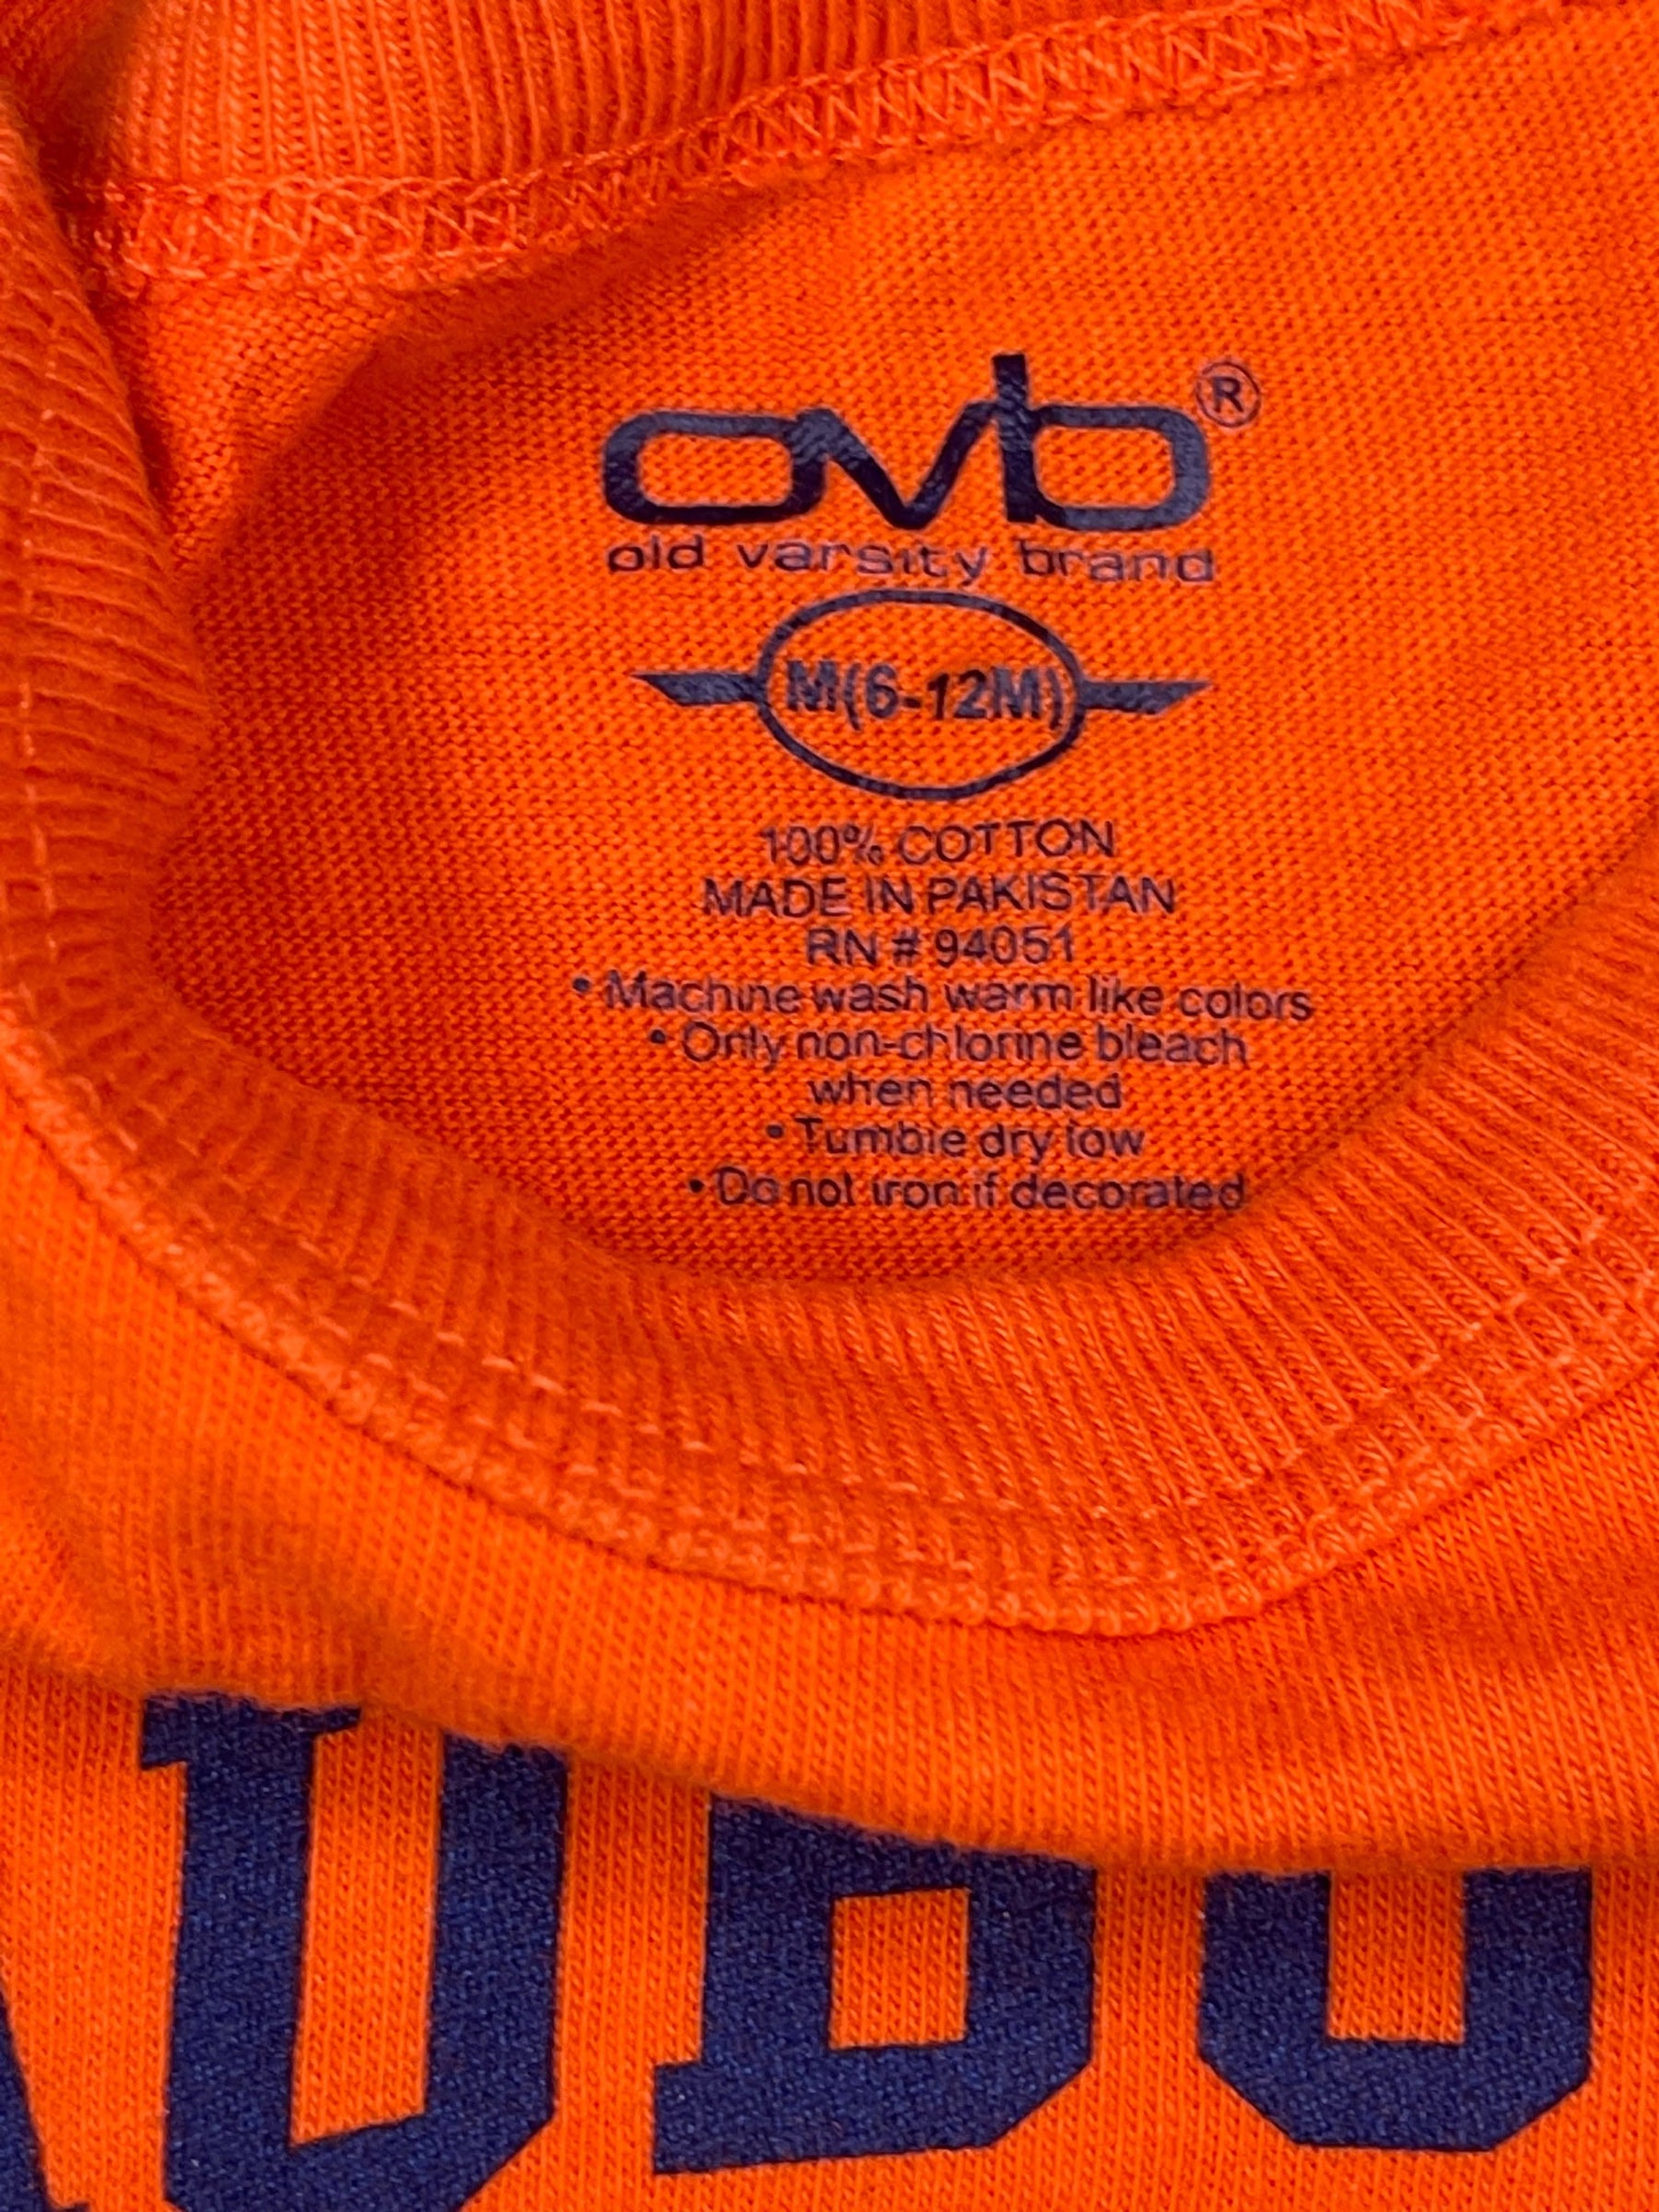 ovb®
old varsity brand
M(6-12M)
100% COTTON
MADE IN PAKISTAN
RN # 94051
• Machine wash warm like colors
• Only non-chlorine bleach
when needed
• Tumble dry low
• Do not iron if decorated